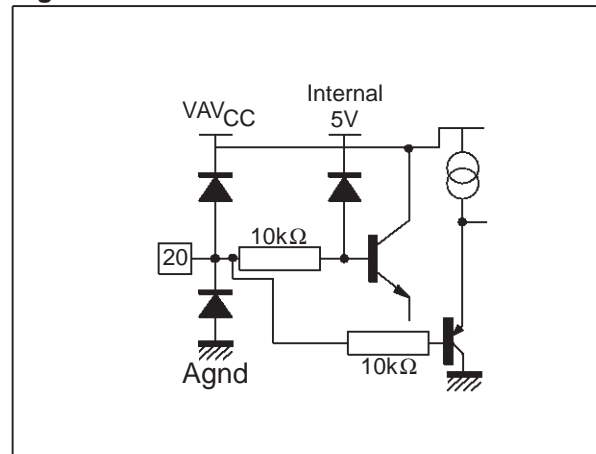 VAVCC
Internal
5V
10kΩ
20
10kΩ
Agnd